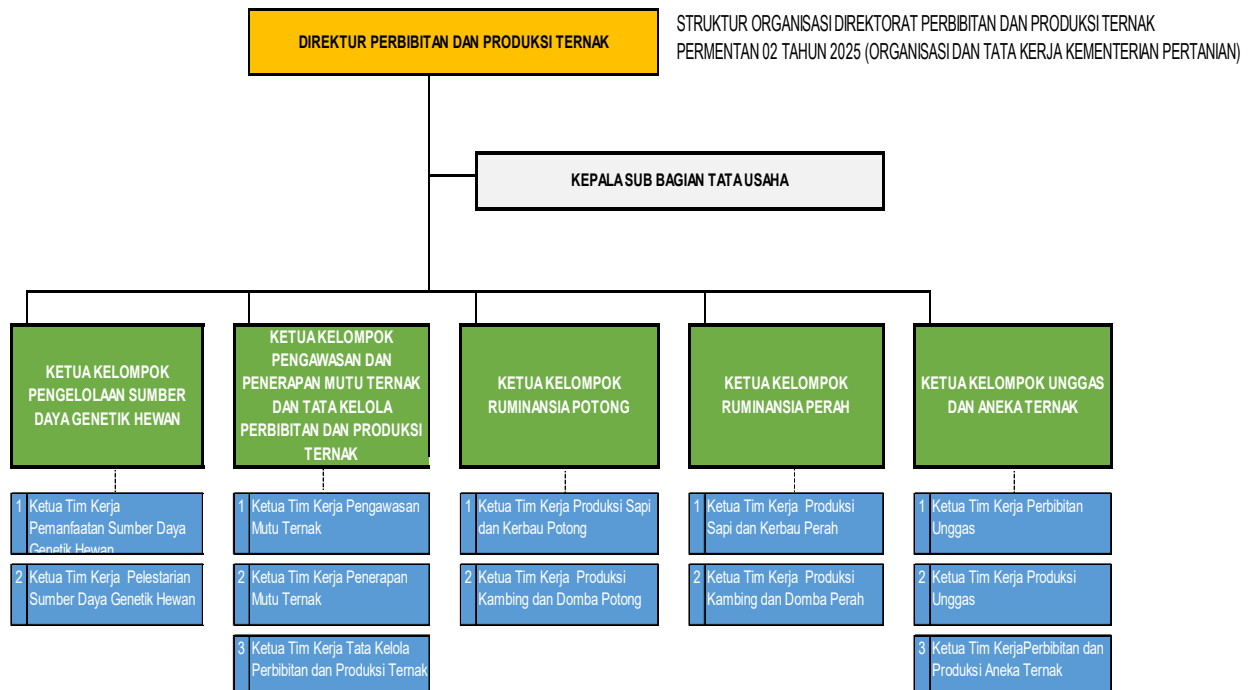 DIREKTUR PERBIBITAN DAN PRODUKSI TERNAK
STRUKTUR ORGANISASI DIREKTORAT PERBIBITAN DAN PRODUKSI TERNAK
PERMENTAN 02 TAHUN 2025 (ORGANISASI DAN TATA KERJA KEMENTERIAN PERTANIAN)
KEPALA SUB BAGIAN TATA USAHA
KETUA KELOMPOK
PENGELOLAAN SUMBER
DAYA GENETIK HEWAN
KETUA KELOMPOK
PENGAWASAN DAN
PENERAPAN MUTU TERNAK
DAN TATA KELOLA
PERBIBITAN DAN PRODUKSI
TERNAK
KETUA KELOMPOK
RUMINANSIA POTONG
KETUA KELOMPOK
RUMINANSIA PERAH
KETUA KELOMPOK UNGGAS
DAN ANEKA TERNAK
1 Ketua Tim Kerja
Pemanfaatan Sumber Daya
Genetik Hewan
2 Ketua Tim Kerja Pelestarian
Sumber Daya Genetik Hewan
1 Ketua Tim Kerja Pengawasan
Mutu Ternak
2 Ketua Tim Kerja Penerapan
Mutu Ternak
3 Ketua Tim Kerja Tata Kelola
Perbibitan dan Produksi Ternak
1 Ketua Tim Kerja Produksi Sapi
dan Kerbau Potong
2 Ketua Tim Kerja Produksi
Kambing dan Domba Potong
1 Ketua Tim Kerja Produksi
Sapi dan Kerbau Perah
2 Ketua Tim Kerja Produksi
Kambing dan Domba Perah
1 Ketua Tim Kerja Perbibitan
Unggas
2 Ketua Tim Kerja Produksi
Unggas
3 Ketua Tim KerjaPerbibitan dan
Produksi Aneka Ternak